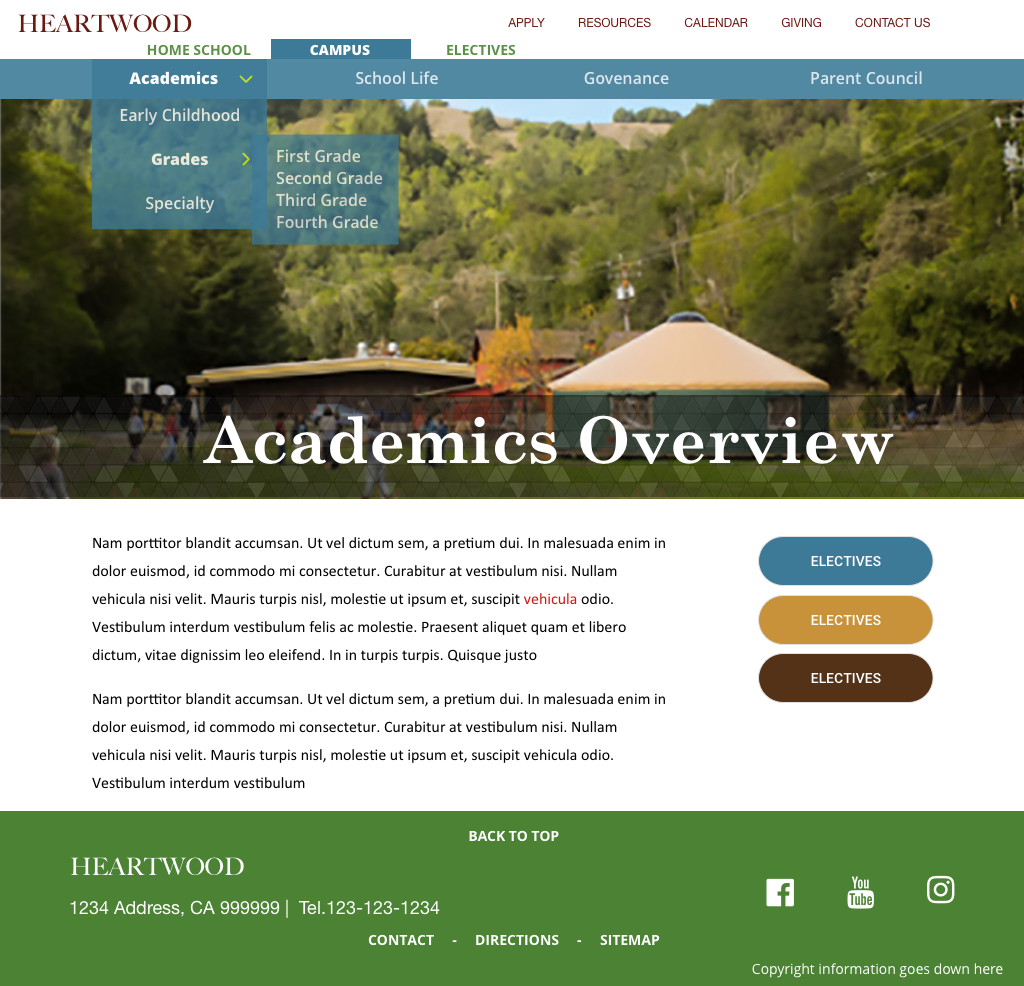 HEARTWOOD
APPLY RESOURCES CALENDAR GIVING CONTACT US
HOME SCHOOL CAMPUS ELECTIVES
Academics School Life Govenance Parent Council
Early Childhood
Grades
Specialty
First Grade
Second Grade
Third Grade
Fourth Grade
Academics Overview
Nam porttitor blandit accumsan. Ut vel dictum sem, a pretium dui. In malesuada enim in
dolor euismod, id commodo mi consectetur. Curabitur at vestibulum nisi. Nullam
vehicula nisi velit. Mauris turpis nisl, molestie ut ipsum et, suscipit vehicula odio.
Vestibulum interdum vestibulum felis ac molestie. Praesent aliquet quam et libero
dictum, vitae dignissim leo eleifend. In in turpis turpis. Quisque justo
Nam porttitor blandit accumsan. Ut vel dictum sem, a pretium dui. In malesuada enim in
dolor euismod, id commodo mi consectetur. Curabitur at vestibulum nisi. Nullam
vehicula nisi velit. Mauris turpis nisl, molestie ut ipsum et, suscipit vehicula odio.
Vestibulum interdum vestibulum
ELECTIVES
ELECTIVES
ELECTIVES
BACK TO TOP
HEARTWOOD
1234 Address, CA 999999 | Tel.123-123-1234
You
Tube
CONTACT - DIRECTIONS - SITEMAP
Copyright information goes down here